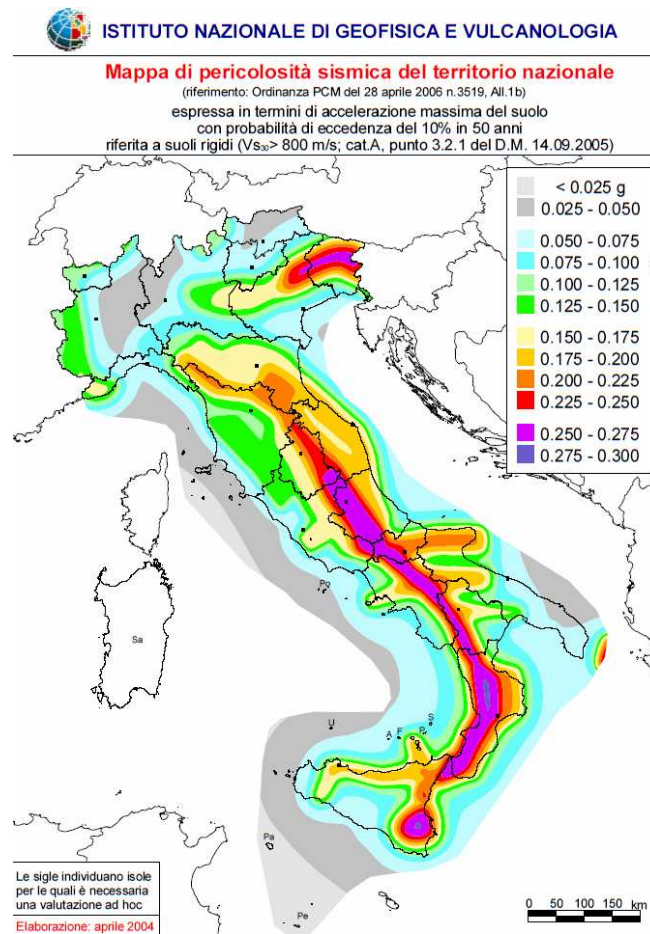 ISTITUTO NAZIONALE DI GEOFISICA E VULCANOLOGIA
Mappa di pericolosità sismica del territorio nazionale
(riferimento: Ordinanza PCM del 28 aprile 2006 n.3519, All.1b)
espressa in termini di accelerazione massima del suolo
con probabilità di eccedenza del 10% in 50 anni
riferita a suoli rigidi (Vs₃₀> 800 m/s; cat.A, punto 3.2.1 del D.M. 14.09.2005)
< 0.025 g
0.025 - 0.050
0.050 - 0.075
0.075 - 0.100
0.100 - 0.125
0.125 - 0.150
0.150 - 0.175
0.175 - 0.200
0.200 - 0.225
0.225 - 0.250
0.250 - 0.275
0.275 - 0.300
Po
Sa
U
A
F
P
S
Pa
Pe
Le sigle individuano isole
per le quali è necessaria
una valutazione ad hoc
Elaborazione: aprile 2004
0 50 100 150
km